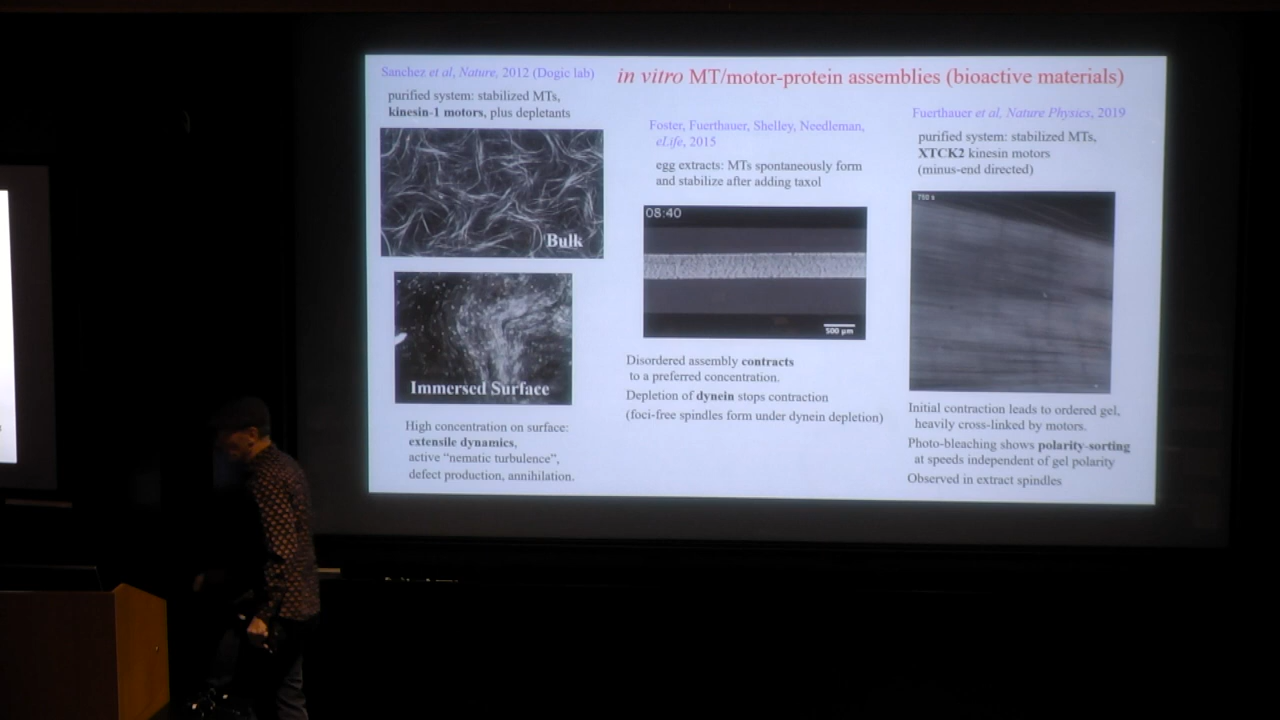 Sanchez et al, Nature, 2012 (Dogic lab)
in vitro MT/motor-protein assemblies (bioactive materials)
purified system: stabilized MTs,
kinesin-1 motors, plus depletants
Bulk
Immersed Surface
High concentration on surface:
extensile dynamics,
active “nematic turbulence”,
defect production, annihilation.
Foster, Fuerthauer, Shelley, Needleman,
eLife, 2015
egg extracts: MTs spontaneously form
and stabilize after adding taxol
08:40
500 µm
Disordered assembly contracts
to a preferred concentration.
Depletion of dynein stops contraction
(foci-free spindles form under dynein depletion)
Fuerthauer et al, Nature Physics, 2019
purified system: stabilized MTs,
XTCK2 kinesin motors
(minus-end directed)
Initial contraction leads to ordered gel,
heavily cross-linked by motors.
Photo-bleaching shows polarity-sorting
at speeds independent of gel polarity
Observed in extract spindles